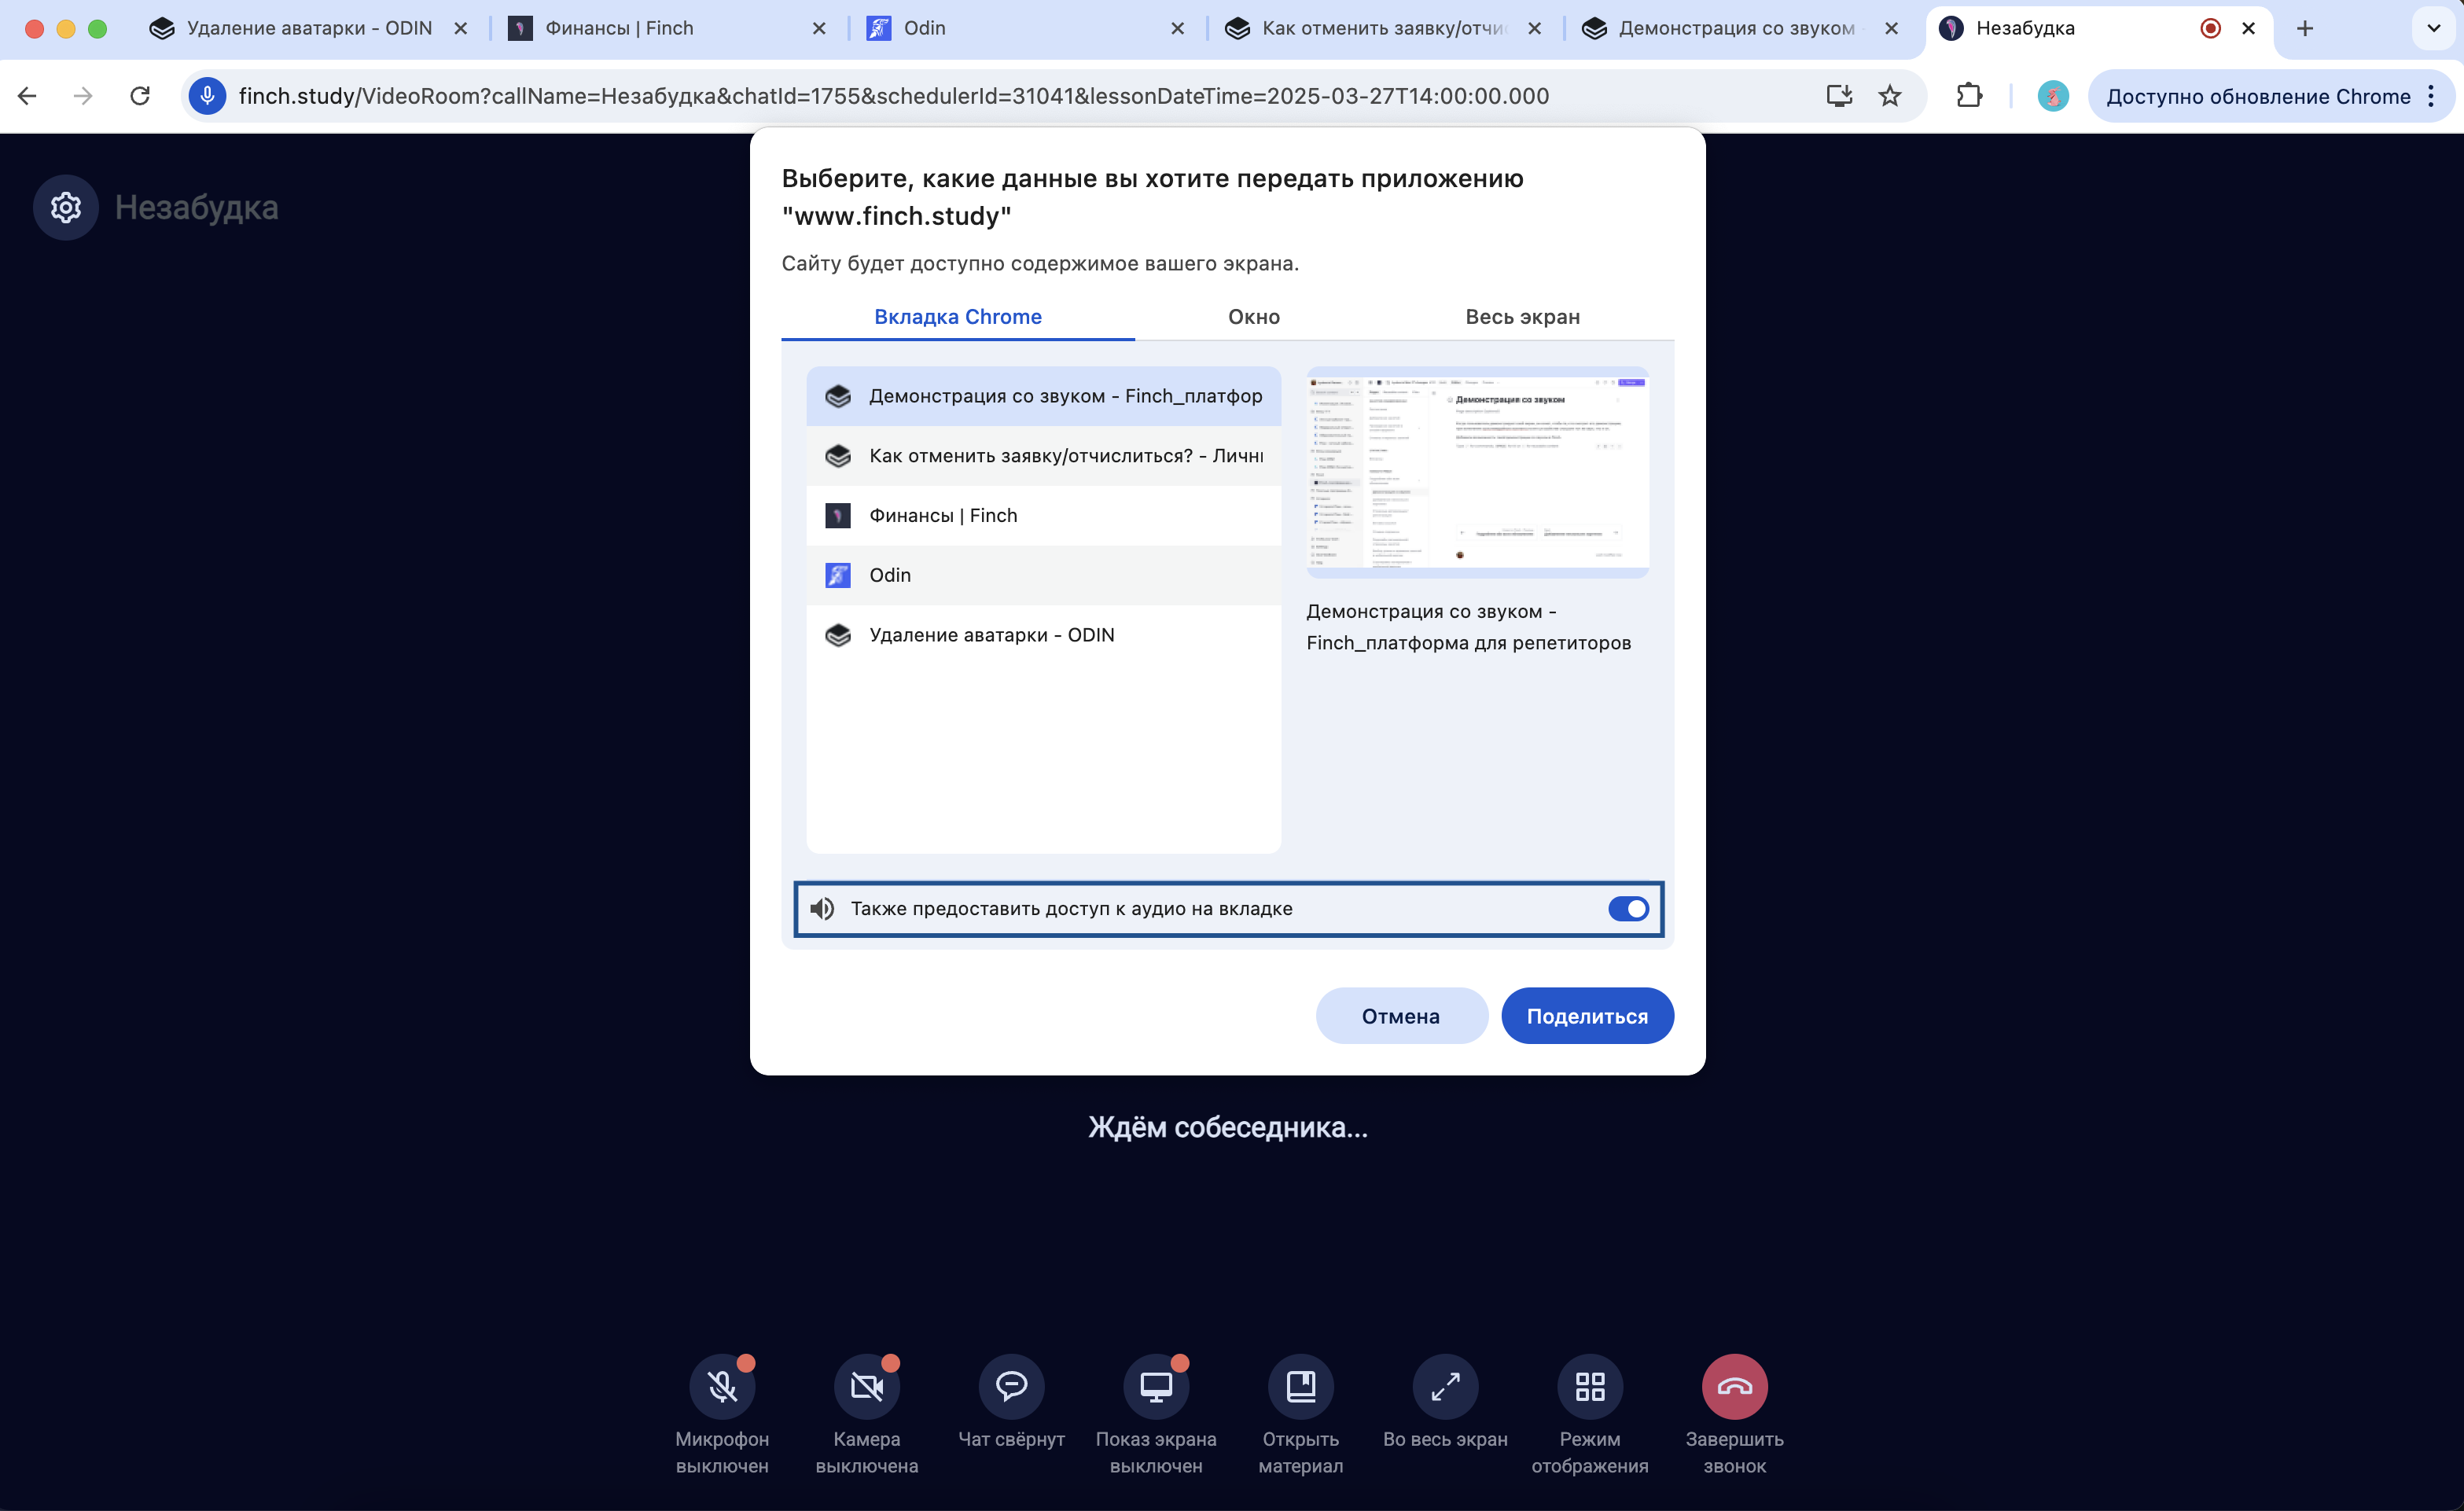 Удаление аватарки - ODIN
Финансы | Finch
Odin
Как отменить заявку/отчи
Демонстрация со звуком
Незабудка
finch.study/VideoRoom?callName=Незабудка&chatId=1755&schedulerId=31041&lessonDateTime=2025-03-27T14:00:00.000
Доступно обновление Chrome
Незабудка
Выберите, какие данные вы хотите передать приложению
"www.finch.study"
Сайту будет доступно содержимое вашего экрана.
Вкладка Chrome
Окно
Весь экран
Демонстрация со звуком - Finch_платфор
Как отменить заявку/отчислиться? - Личн
Финансы | Finch
Odin
Удаление аватарки - ODIN
Демонстрация со звуком
Демонстрация со звуком -
Finch_платформа для репетиторов
Также предоставить доступ к аудио на вкладке
Отмена
Поделиться
Ждём собеседника...
Микрофон
выключен
Камера
выключена
Чат свёрнут
Показ экрана
выключен
Открыть
материал
Во весь экран
Режим
отображения
Завершить
звонок